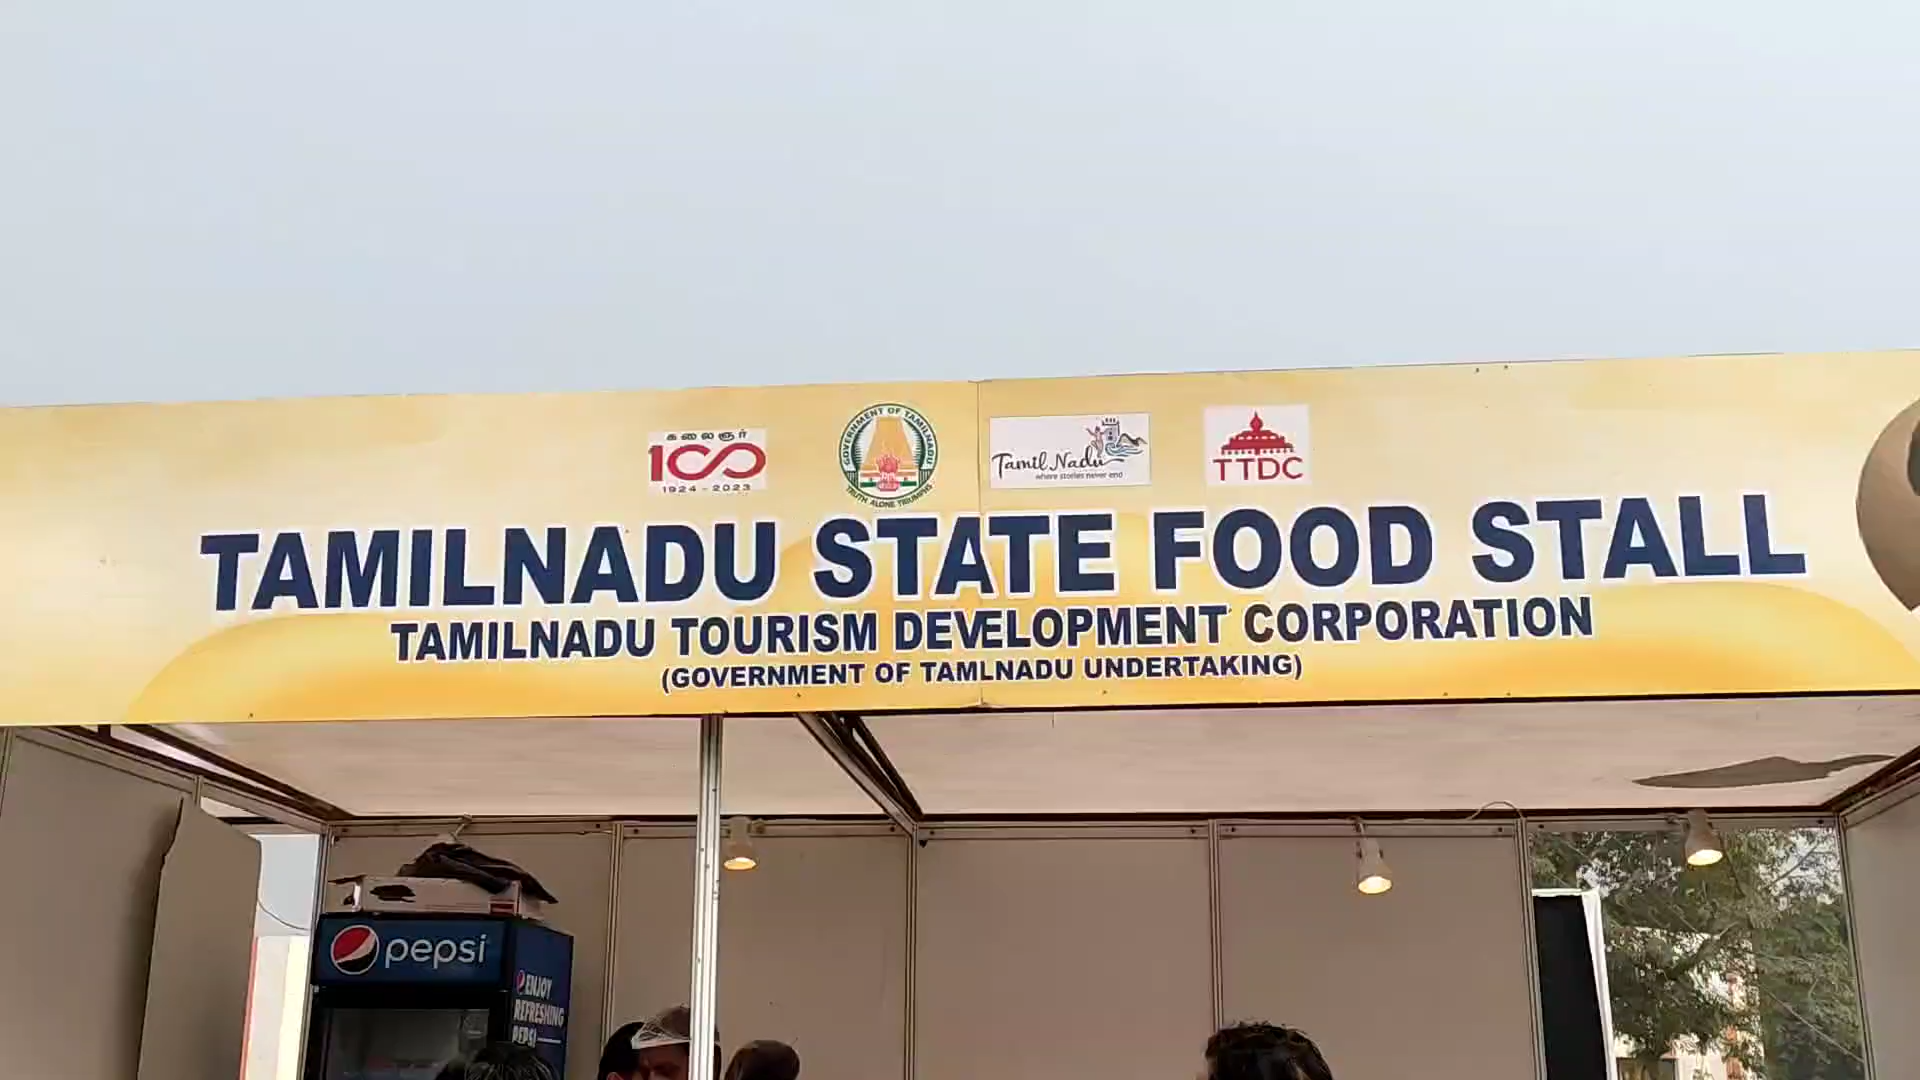 கலைஞர்
100
1924 - 2023
GOVERNMENT OF TAMILNADU
TRUTH ALONE TRIUMPHS
Tamil Nadu
where stories never end
TTDC
TAMILNADU STATE FOOD STALL
TAMILNADU TOURISM DEVELOPMENT CORPORATION
(GOVERNMENT OF TAMLNADU UNDERTAKING)
pepsi
ENJOY
REFRESHING
PEPSI